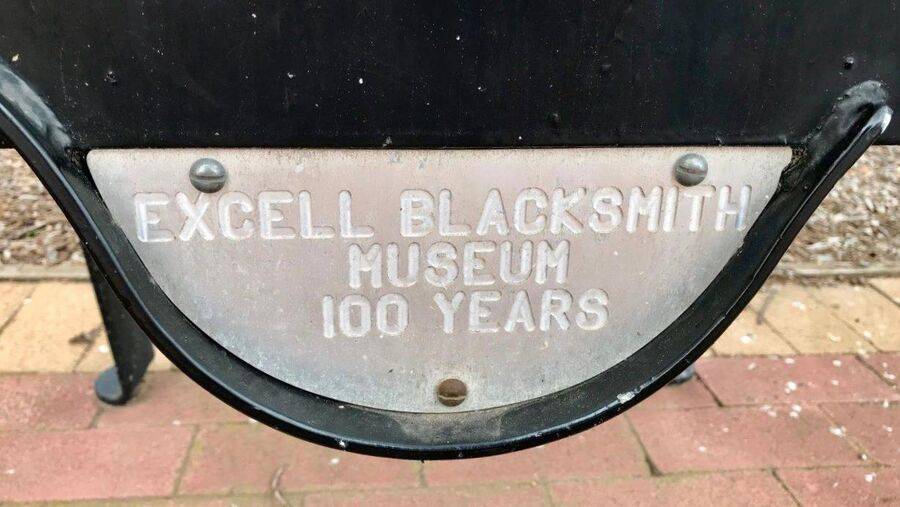 EXCELL BLACKSMITH
MUSEUM
100 YEARS